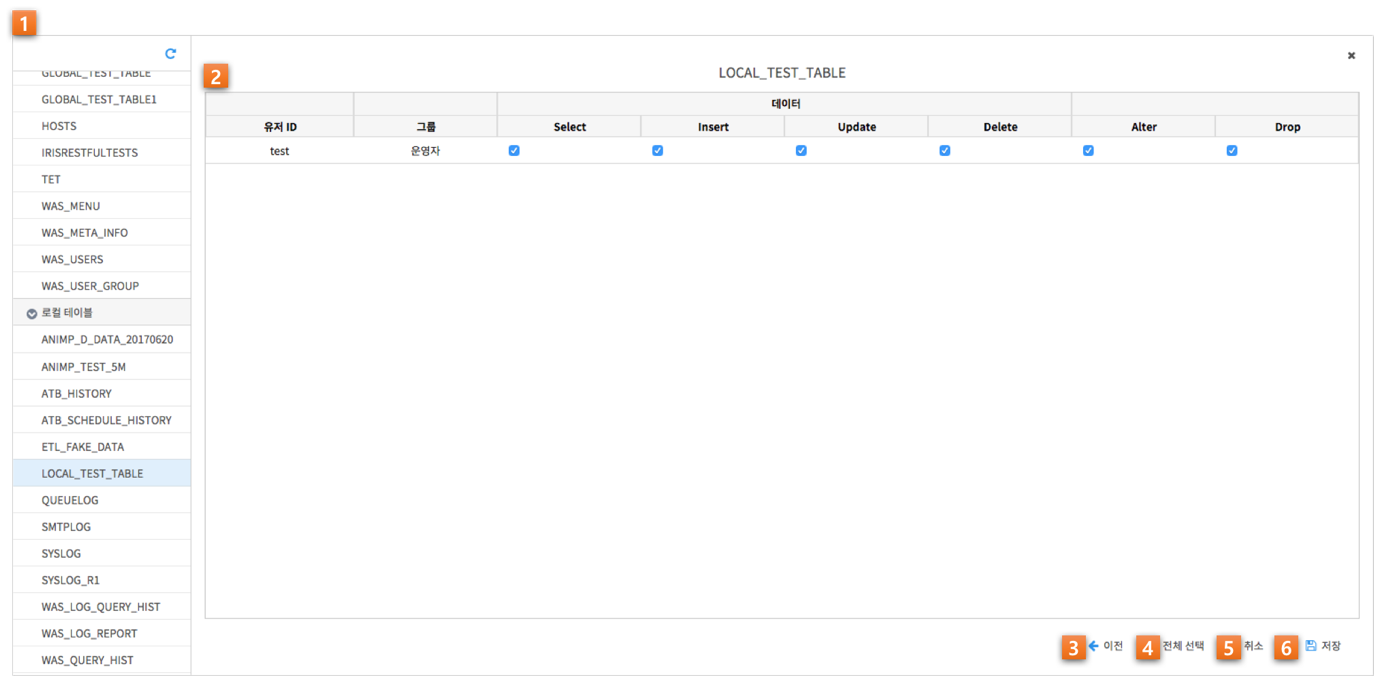 1
GLOBAL_TEST_TABLE
GLOBAL_TEST_TABLE1
HOSTS
IRISRESTFULTESTS
TET
WAS_MENU
WAS_META_INFO
WAS_USERS
WAS_USER_GROUP
로컬 테이블
ANIMP_D_DATA_20170620
ANIMP_TEST_5M
ATB_HISTORY
ATB_SCHEDULE_HISTORY
ETL_FAKE_DATA
LOCAL_TEST_TABLE
QUEUELOG
SMTPLOG
SYSLOG
SYSLOG_R1
WAS_LOG_QUERY_HIST
WAS_LOG_REPORT
WAS_QUERY_HIST
2
LOCAL_TEST_TABLE
데이터
유저 ID 그룹 Select Insert Update Delete Alter Drop
test 운영자
3 이전 4 전체 선택 5 취소 6 저장